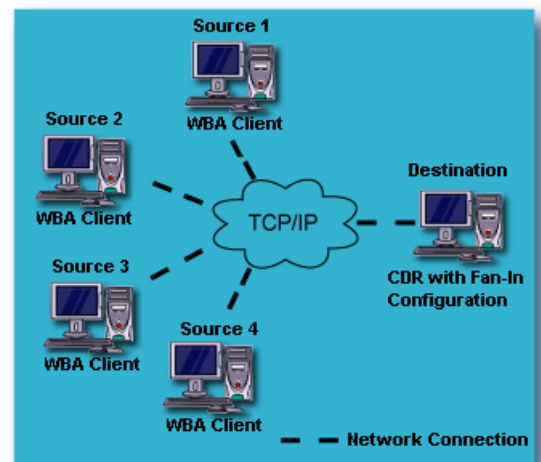 Source 1
WBA Client
Source 2
WBA Client
Source 3
WBA Client
Source 4
WBA Client
TCP/IP
Destination
CDR with Fan-In
Configuration
Network Connection